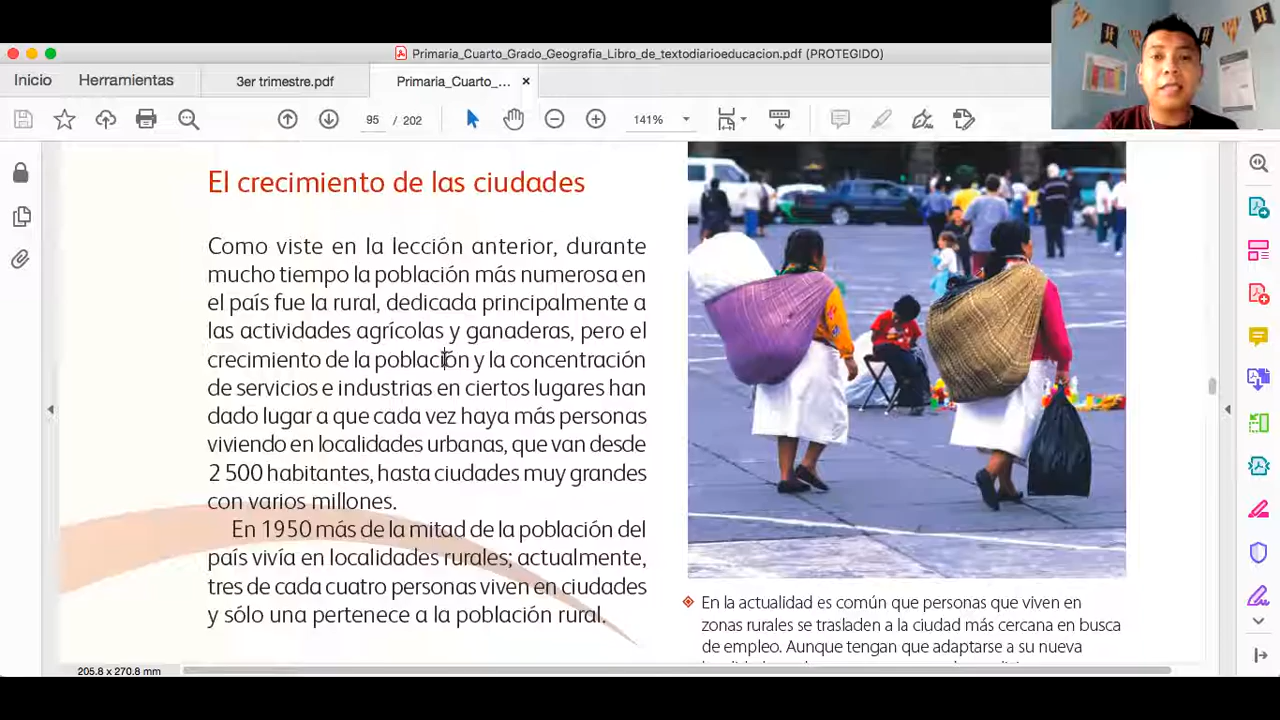 Primaria_Cuarto_Grado_Geografia_Libro_de_textodiarioeducacion.pdf (PROTEGIDO)
Inicio
Herramientas
3er trimestre.pdf
Primaria_Cuarto_...
95 / 202
141%
El crecimiento de las ciudades
Como viste en la lección anterior, durante
mucho tiempo la población más numerosa en
el país fue la rural, dedicada principalmente a
las actividades agrícolas y ganaderas, pero el
crecimiento de la población y la concentración
de servicios e industrias en ciertos lugares han
dado lugar a que cada vez haya más personas
viviendo en localidades urbanas, que van desde
2 500 habitantes, hasta ciudades muy grandes
con varios millones.
En 1950 más de la mitad de la población del
país vivía en localidades rurales; actualmente,
tres de cada cuatro personas viven en ciudades
y sólo una pertenece a la población rural.
En la actualidad es común que personas que viven en
zonas rurales se trasladen a la ciudad más cercana en busca
de empleo. Aunque tengan que adaptarse a su nueva
205.8 x 270.8 mm